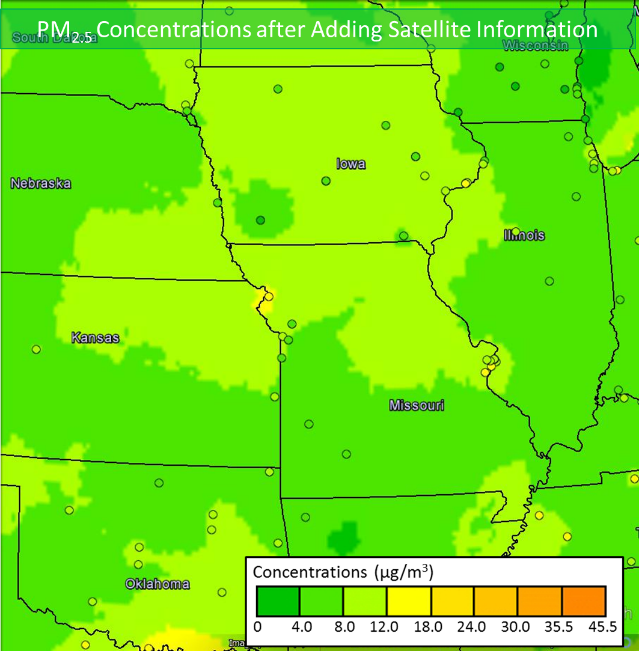 PM2.5 Concentrations after Adding Satellite Information
South Dakota
Wisconsin
Iowa
Nebraska
Illinois
Kansas
Missouri
Oklahoma
Concentrations (µg/m³)
0 4.0 8.0 12.0 18.0 24.0 30.0 35.5 45.5